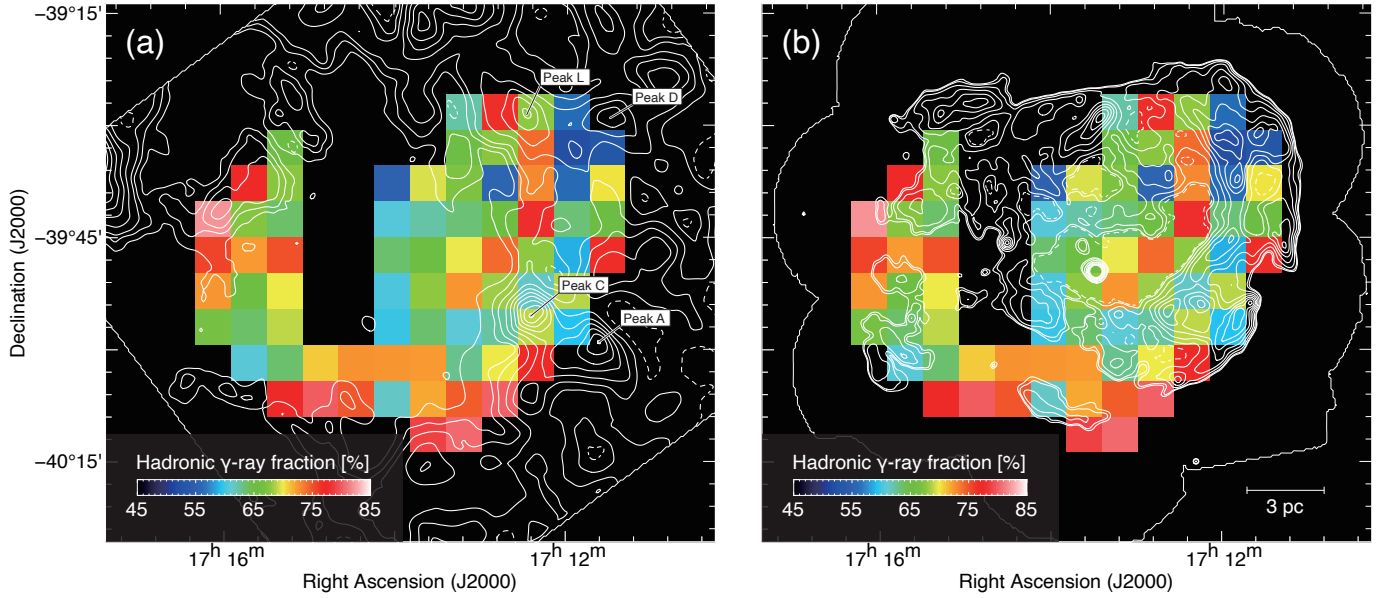 (a)
(b)
−39°15'
−39°45'
−40°15'
Declination (J2000)
Peak L
Peak D
Peak C
Peak A
Hadronic γ-ray fraction [%]
45 55 65 75 85
17ʰ 16ᵐ
17ʰ 12ᵐ
Right Ascension (J2000)
Hadronic γ-ray fraction [%]
45 55 65 75 85
3 pc
17ʰ 16ᵐ
17ʰ 12ᵐ
Right Ascension (J2000)